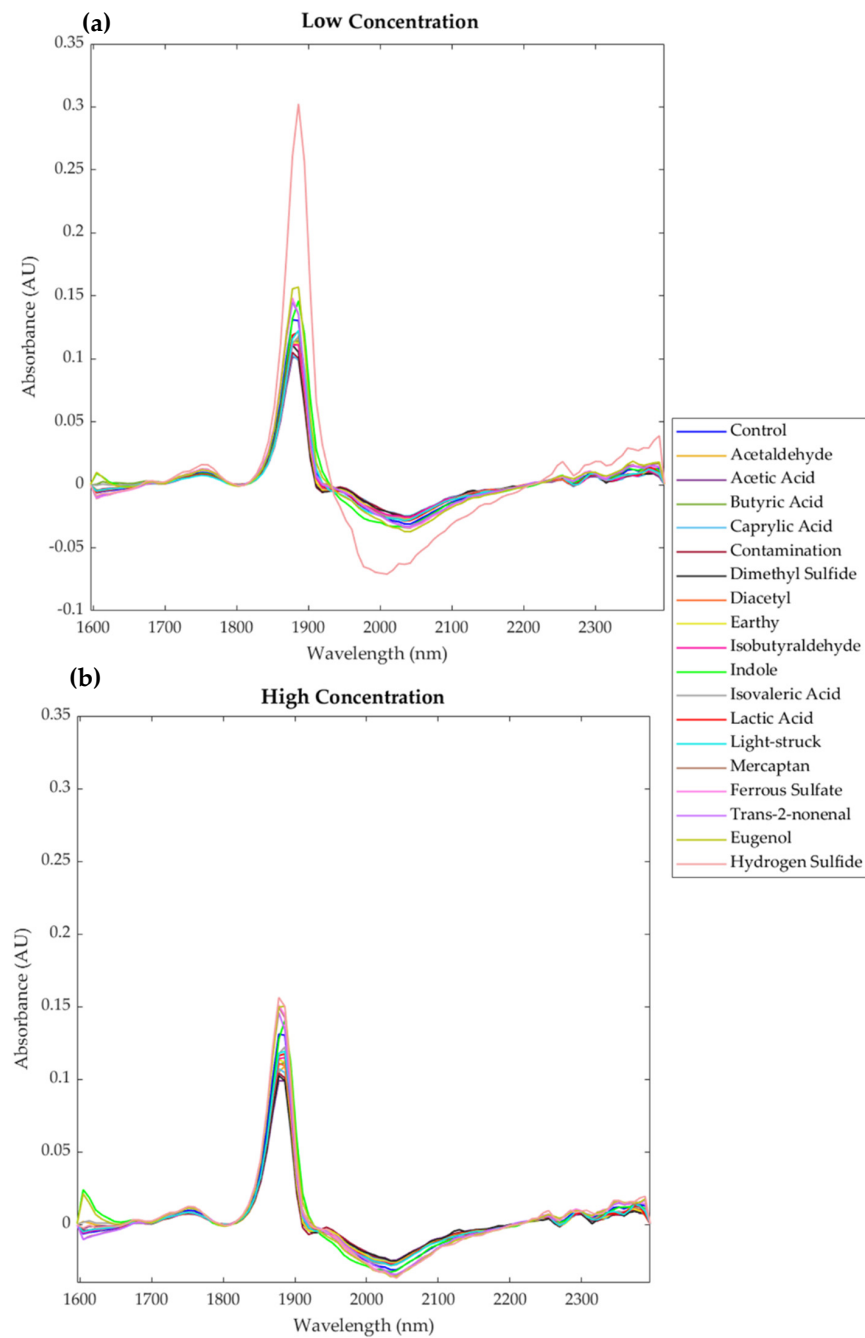 (a)
Low Concentration
0.35
0.3
0.25
0.2
0.15
0.1
0.05
0
-0.05
-0.1
Absorbance (AU)
1600 1700 1800 1900 2000 2100 2200 2300
Wavelength (nm)
Control
Acetaldehyde
Acetic Acid
Butyric Acid
Caprylic Acid
Contamination
Dimethyl Sulfide
Diacetyl
Earthy
Isobutyraldehyde
Indole
Isovaleric Acid
Lactic Acid
Light-struck
Mercaptan
Ferrous Sulfate
Trans-2-nonenal
Eugenol
Hydrogen Sulfide
(b)
High Concentration
0.35
0.3
0.25
0.2
0.15
0.1
0.05
0
Absorbance (AU)
1600 1700 1800 1900 2000 2100 2200 2300
Wavelength (nm)